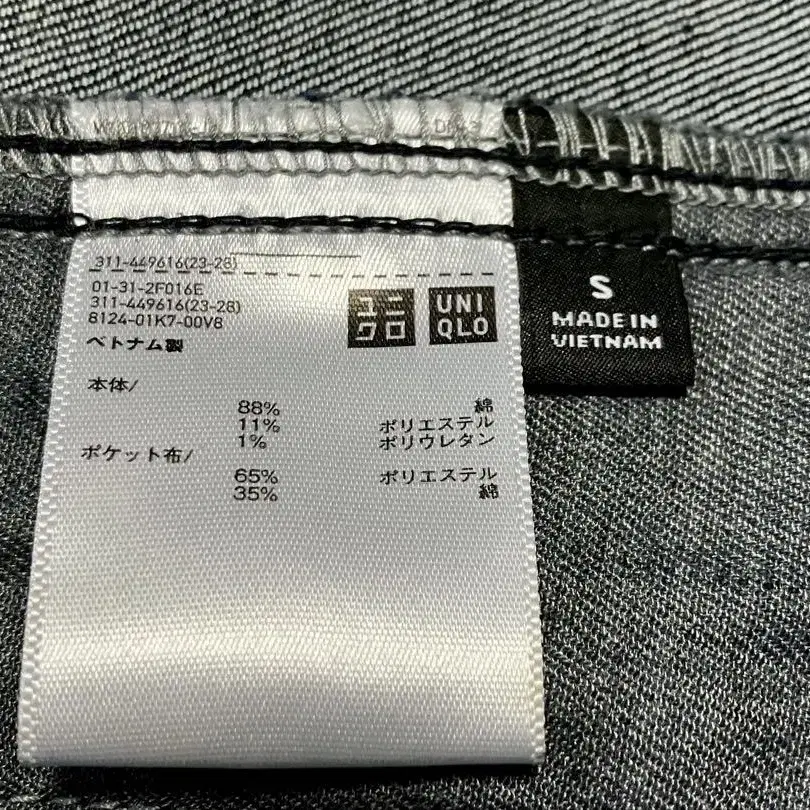 311-449616(23-28)
01-31-2F016E
311-449616(23-28)
8124-01K7-00V8
ユニ
クロ
UNI
QLO
ベトナム製
本体/
88% 綿
11% ポリエステル
1% ポリウレタン
ポケット布/
65% ポリエステル
35% 綿
S
MADE IN
VIETNAM